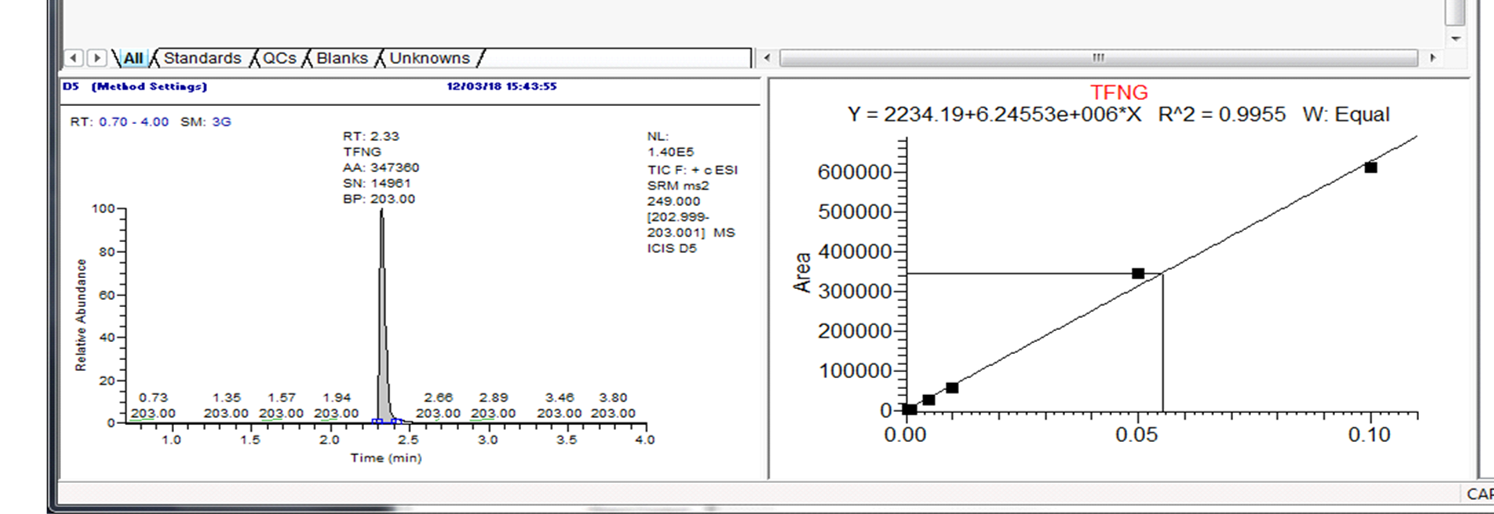 All Standards QCs Blanks Unknowns
D5 (Method Settings) 12/03/18 15:43:55
RT: 0.70 - 4.00 SM: 3G
RT: 2.33
TFNG
AA: 347360
SN: 14961
BP: 203.00
NL:
1.40E5
TIC F: + c ESI
SRM ms2
249.000
[202.999-
203.001] MS
ICIS D5
Relative Abundance
100
80
60
40
20
0
0.73 1.35 1.57 1.94 2.66 2.89 3.46 3.80
203.00 203.00 203.00 203.00 203.00 203.00 203.00 203.00
1.0 1.5 2.0 2.5 3.0 3.5 4.0
Time (min)
TFNG
Y = 2234.19+6.24553e+006*X R^2 = 0.9955 W: Equal
Area
600000
500000
400000
300000
200000
100000
0
0.00 0.05 0.10